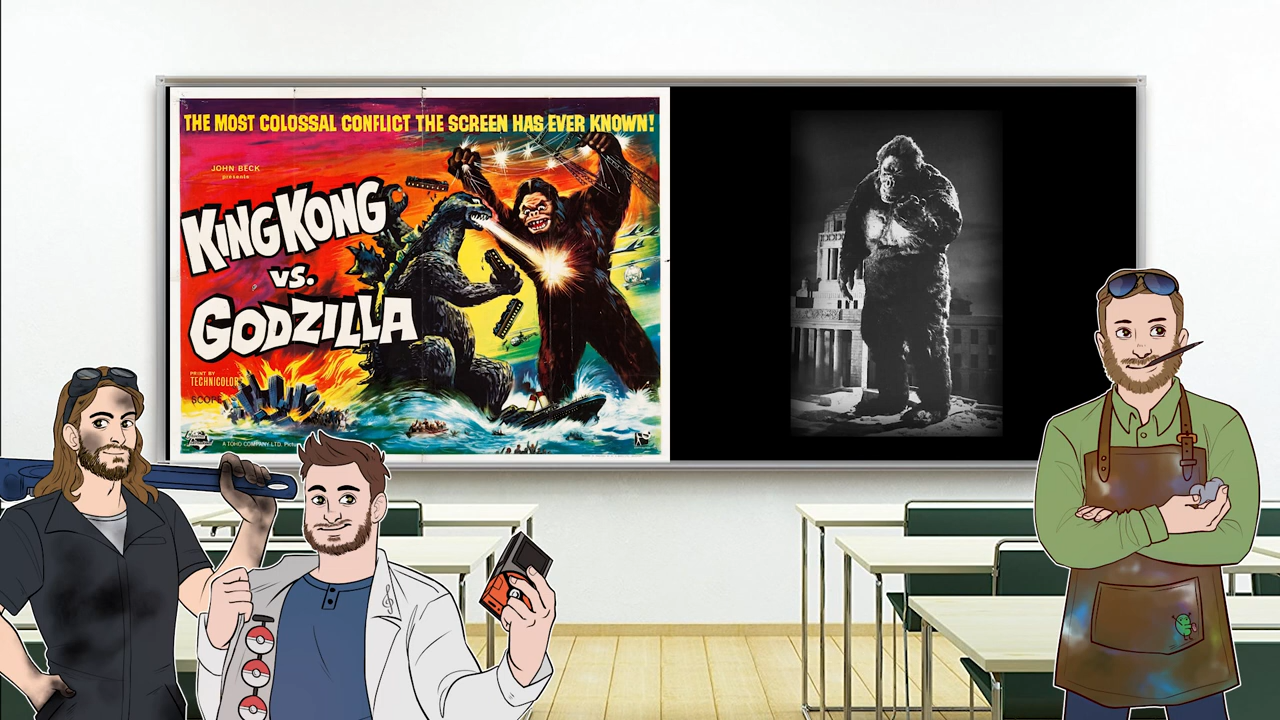 THE MOST COLOSSAL CONFLICT THE SCREEN HAS EVER KNOWN!
JOHN BECK
presents
KING KONG
VS.
GODZILLA
PRINT BY
TECHNICOLOR
SCOPE
A TOHO COMPANY LTD.